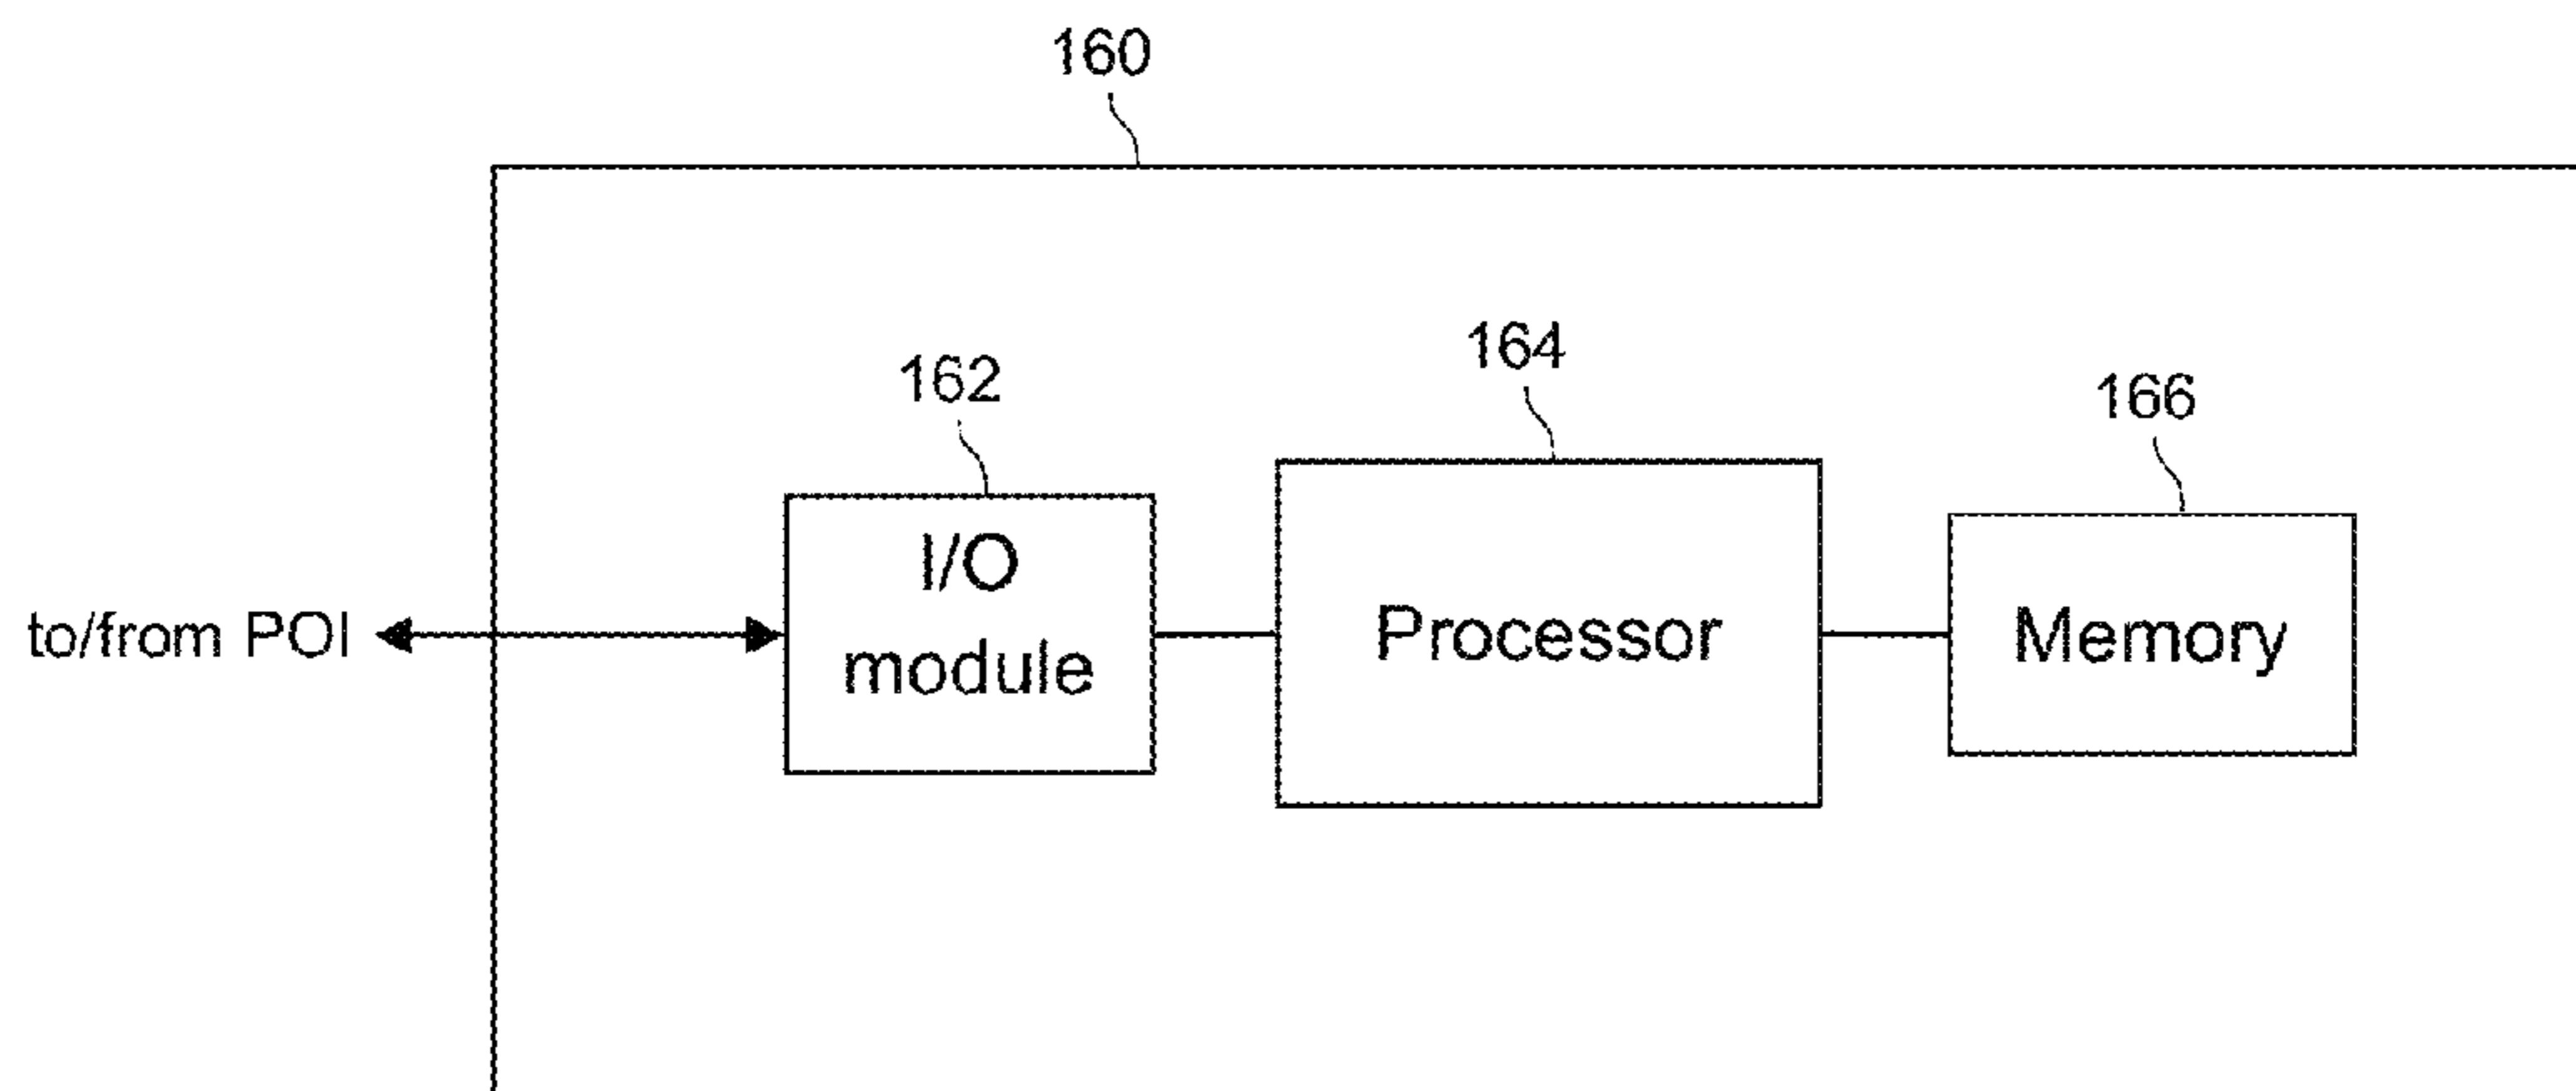 160
162
164
166
to/from POI
I/O
module
Processor
Memory